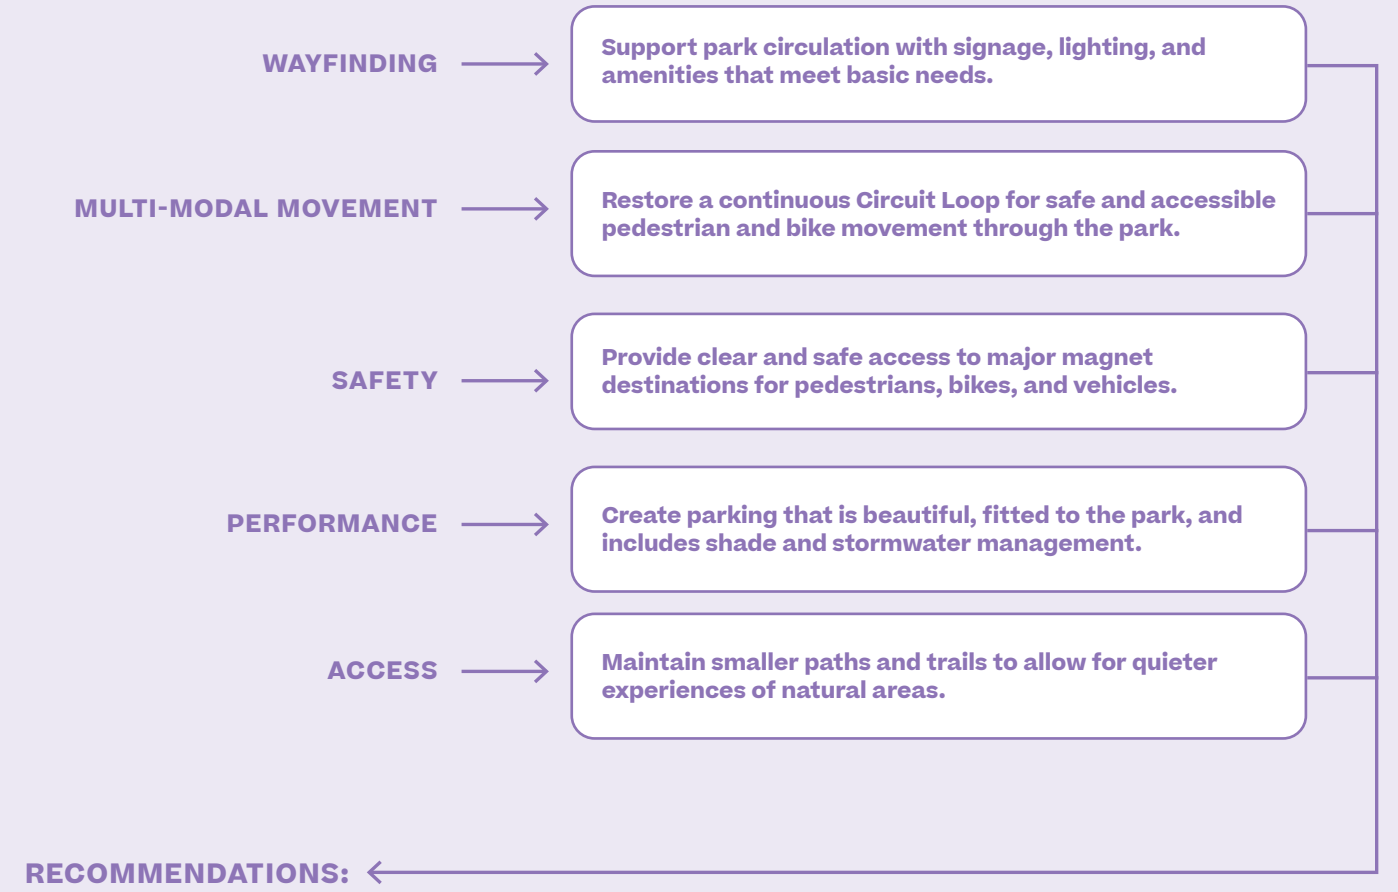 WAYFINDING
Support park circulation with signage, lighting, and
amenities that meet basic needs.
MULTI-MODAL MOVEMENT
Restore a continuous Circuit Loop for safe and accessible
pedestrian and bike movement through the park.
SAFETY
Provide clear and safe access to major magnet
destinations for pedestrians, bikes, and vehicles.
PERFORMANCE
Create parking that is beautiful, fitted to the park, and
includes shade and stormwater management.
ACCESS
Maintain smaller paths and trails to allow for quieter
experiences of natural areas.
RECOMMENDATIONS: